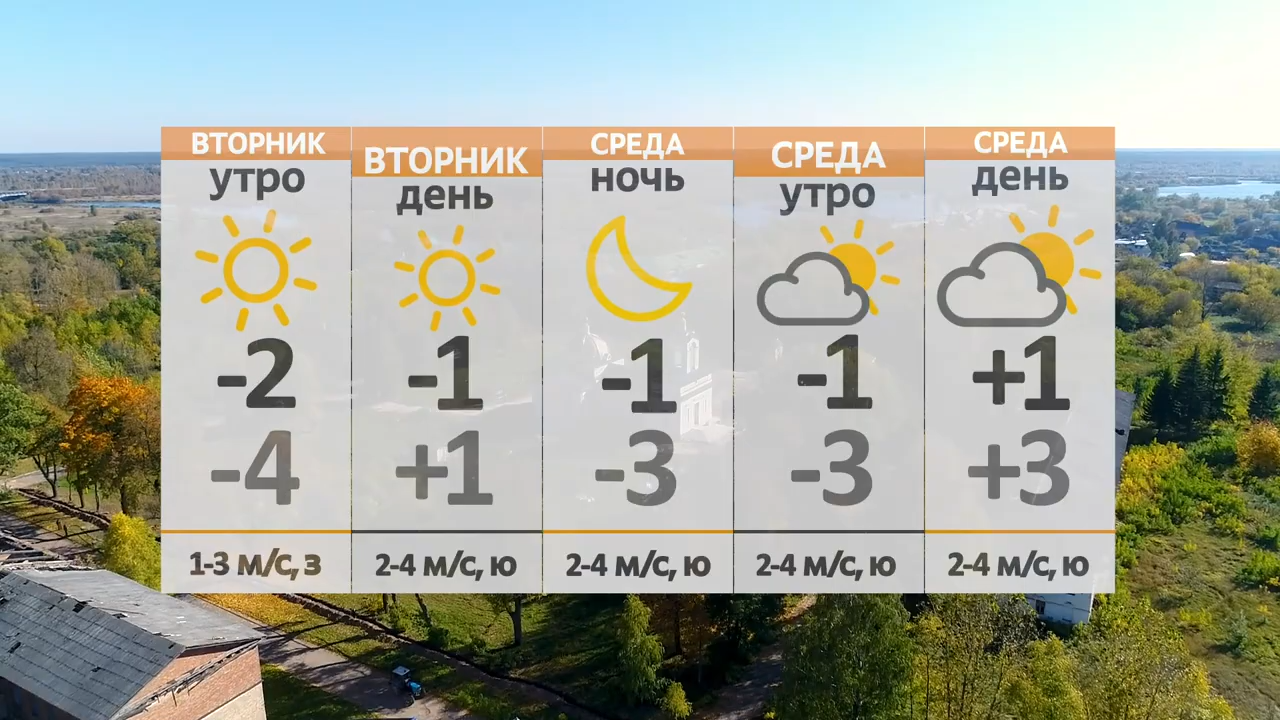 ВТОРНИК
утро
-2
-4
1-3 м/с, з
ВТОРНИК
день
-1
+1
2-4 м/с, ю
СРЕДА
ночь
-1
-3
2-4 м/с, ю
СРЕДА
утро
-1
-3
2-4 м/с, ю
СРЕДА
день
+1
+3
2-4 м/с, ю